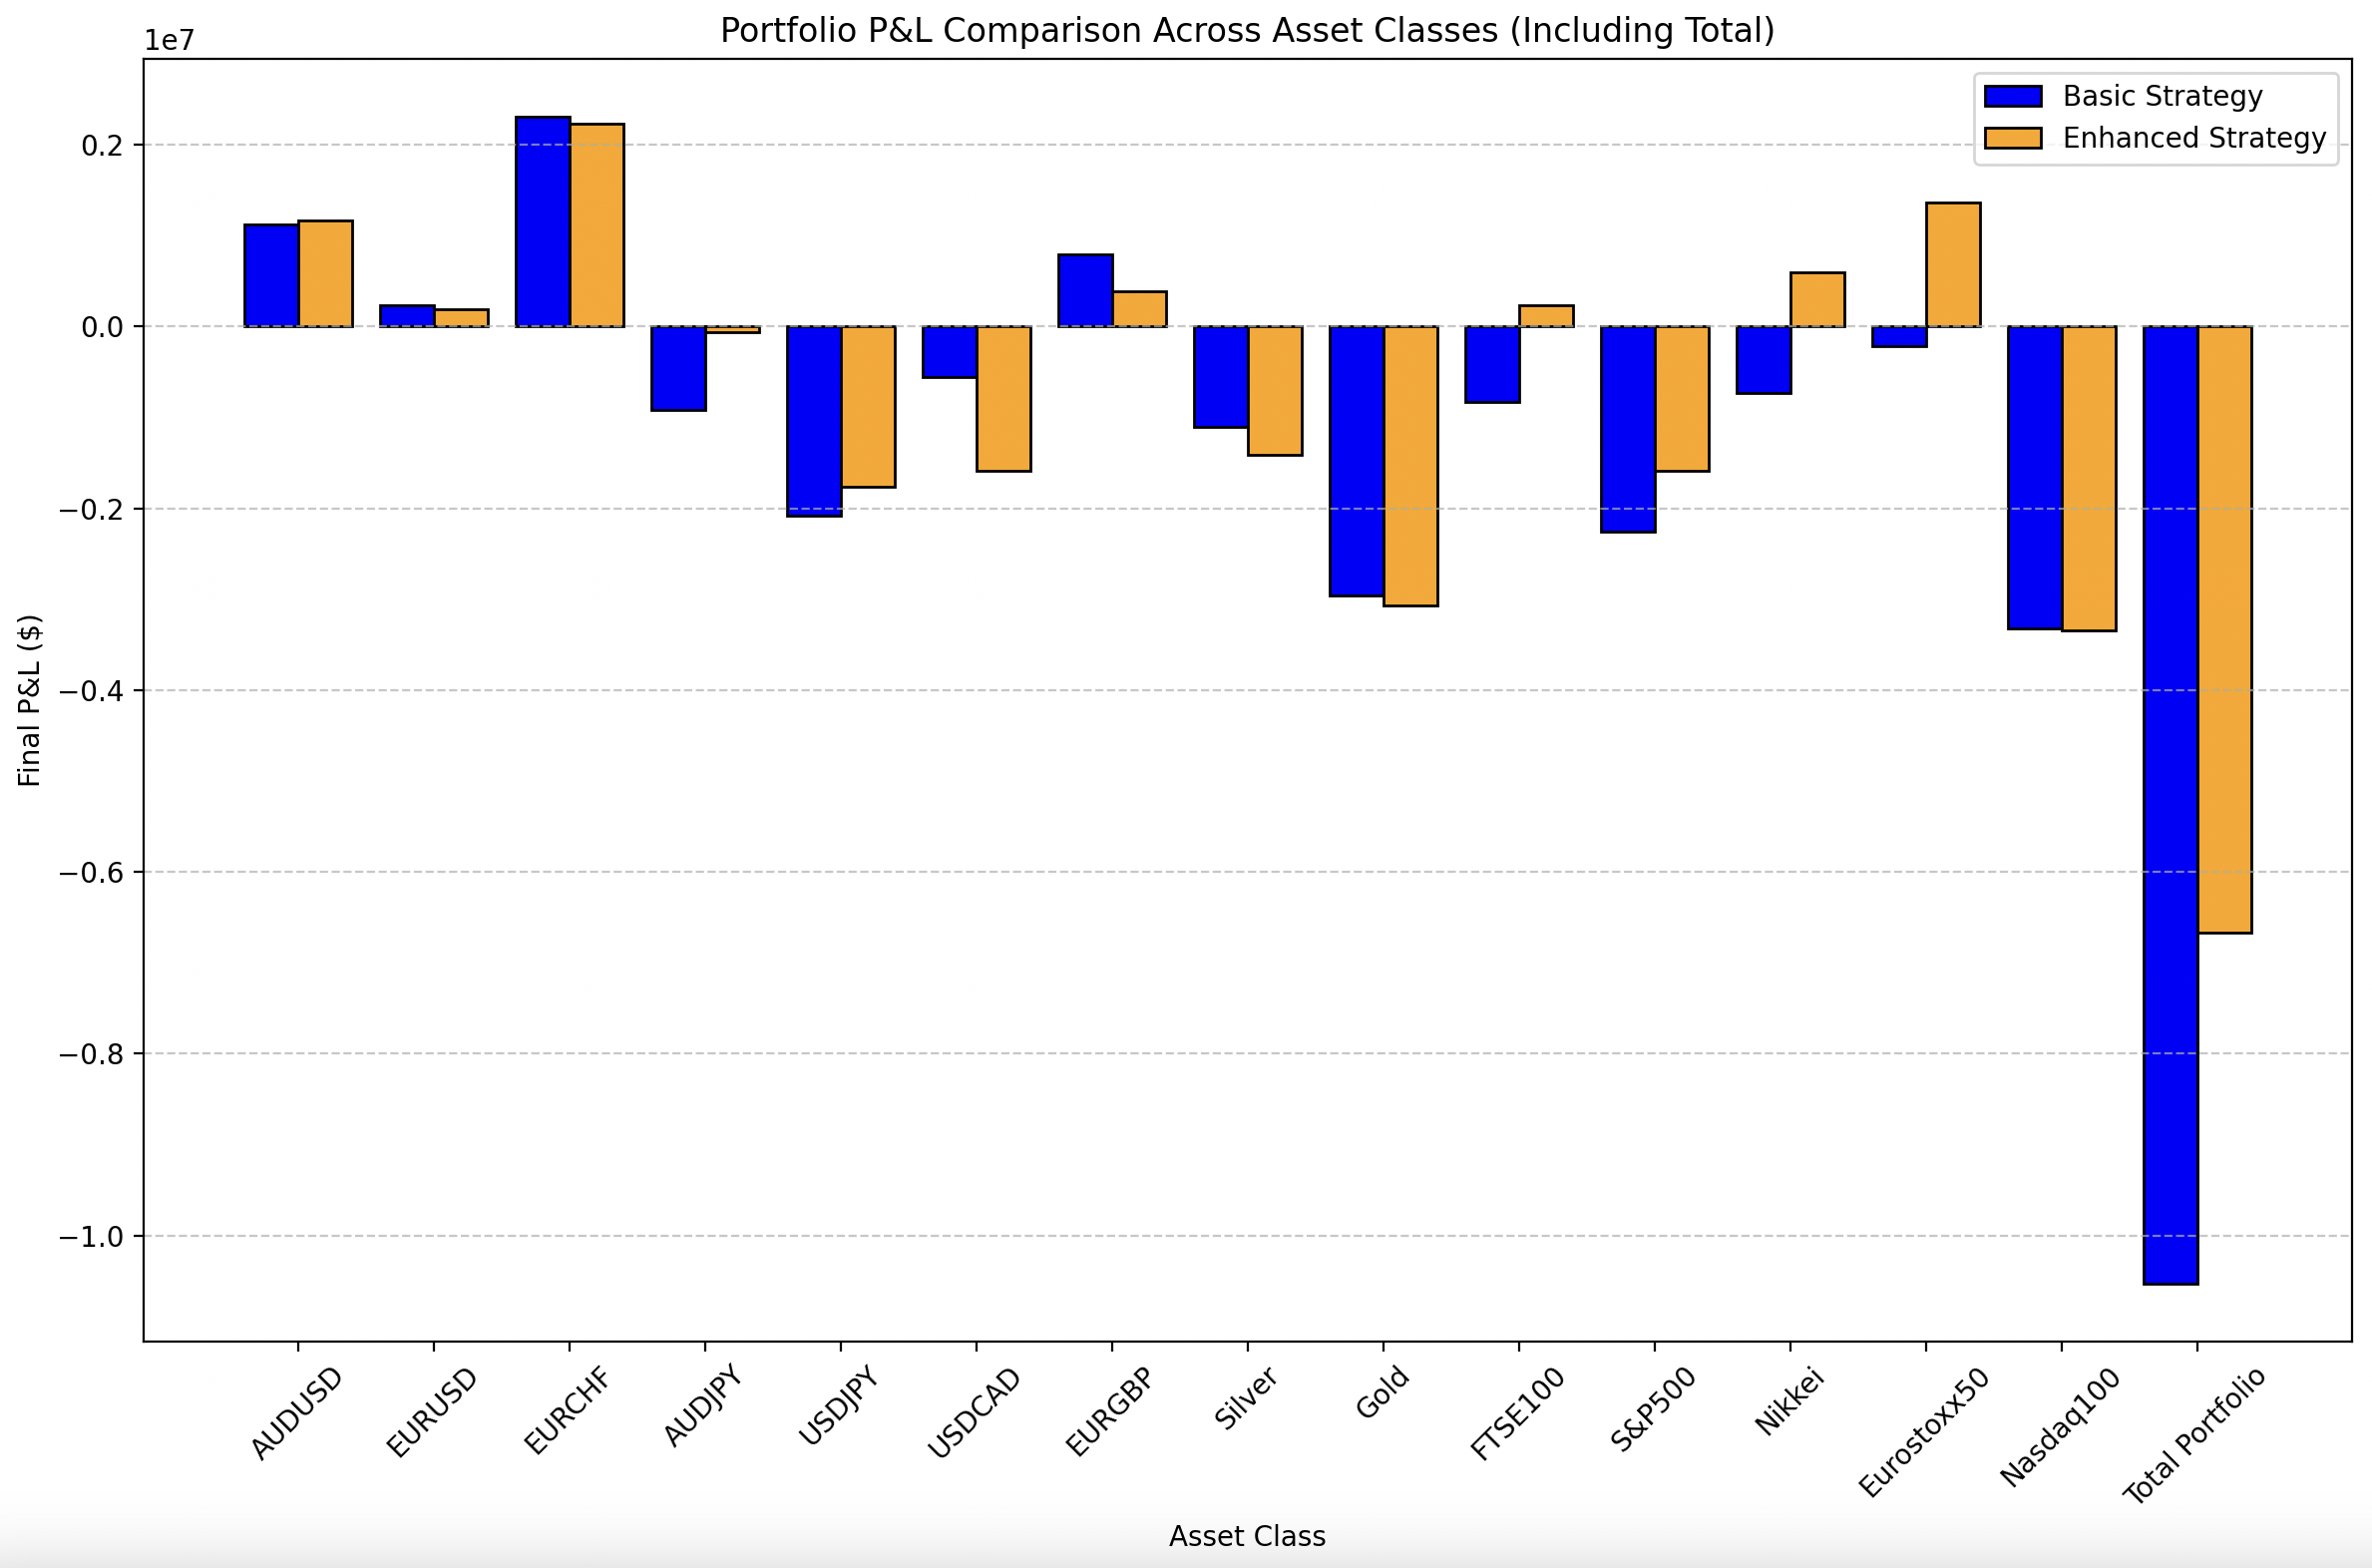 Portfolio P&L Comparison Across Asset Classes (Including Total)
1e7
Basic Strategy
Enhanced Strategy
0.2
0.0
−0.2
−0.4
−0.6
−0.8
−1.0
Final P&L ($)
AUDUSD
EURUSD
EURCHF
AUDJPY
USDJPY
USDCAD
EURGBP
Silver
Gold
FTSE100
S&P500
Nikkei
Eurostoxx50
Nasdaq100
Total Portfolio
Asset Class